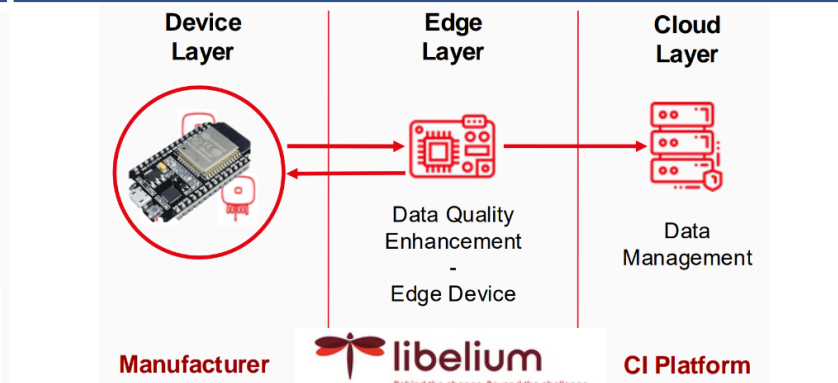 Device
Layer
Edge
Layer
Cloud
Layer
Data Quality
Enhancement
-
Edge Device
Data
Management
Manufacturer
libelium
CI Platform